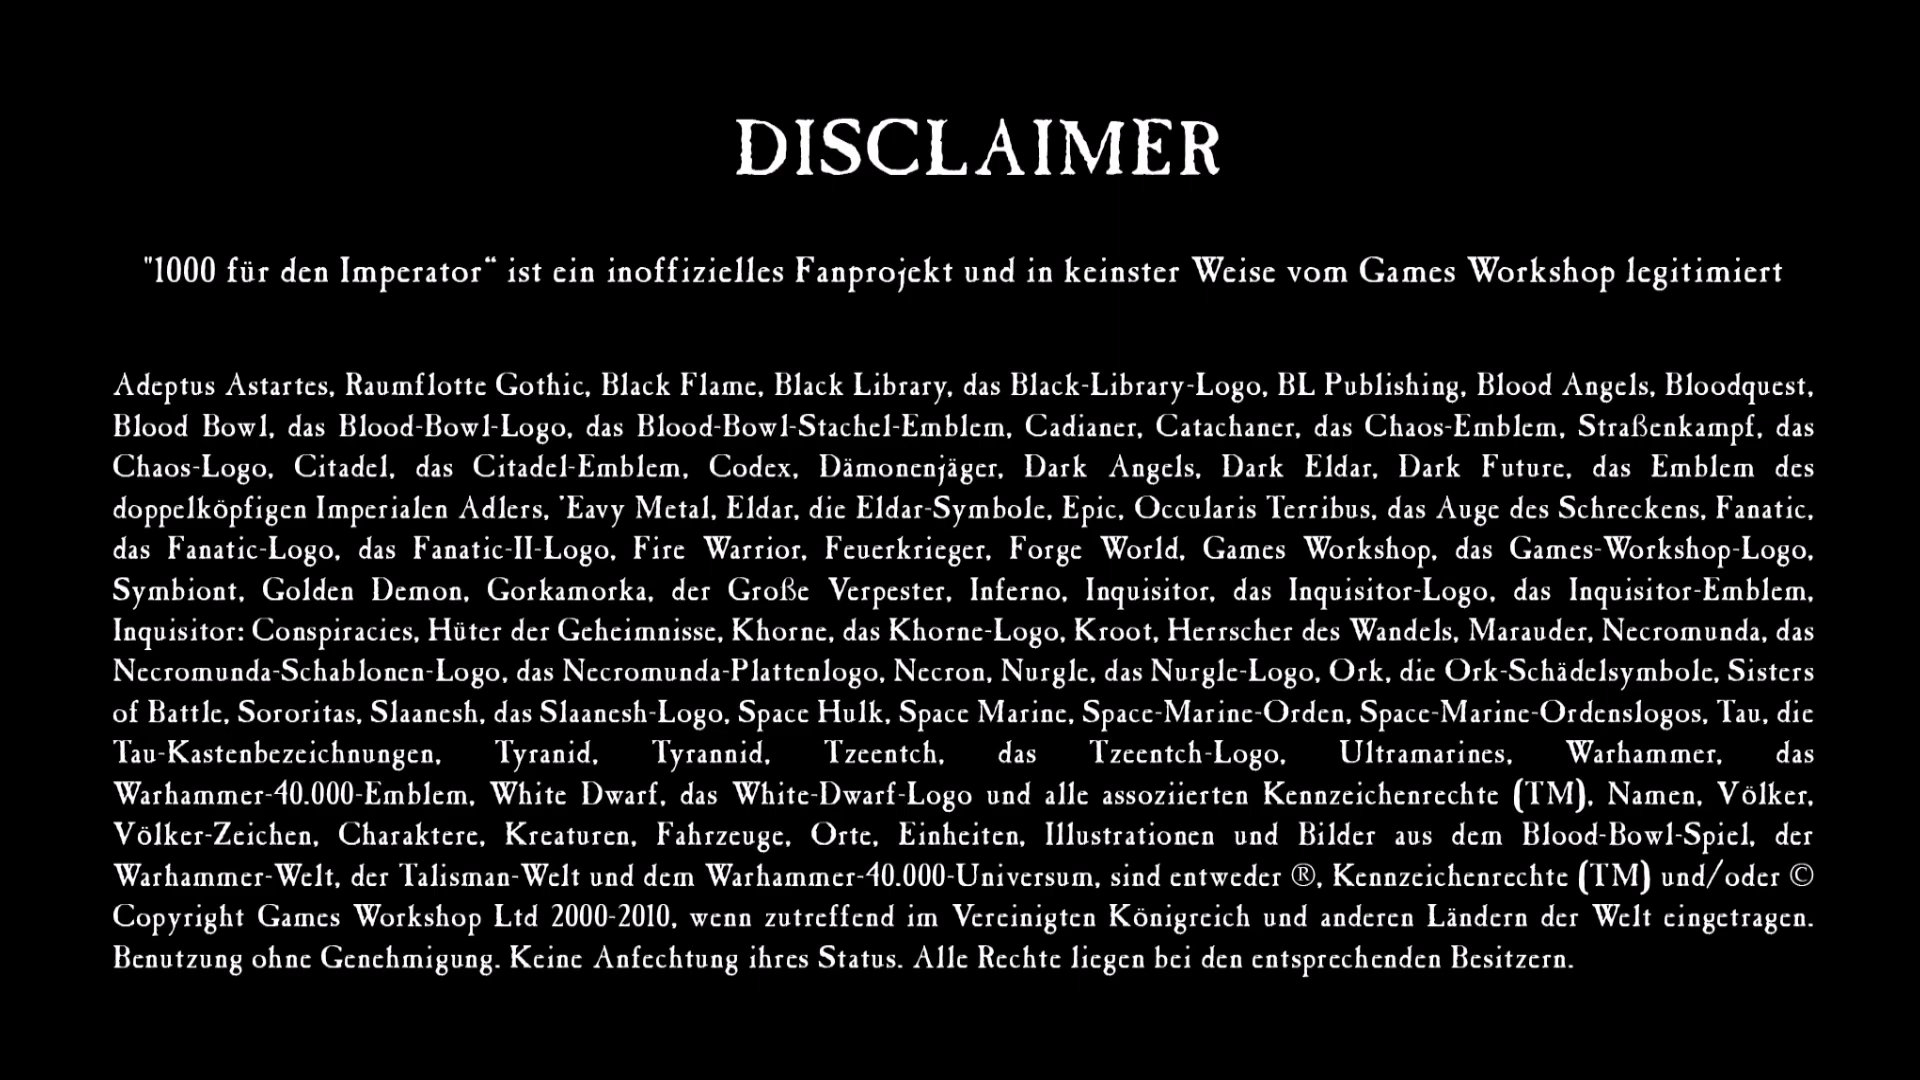 DISCLAIMER
"1000 für den Imperator“ ist ein inoffizielles Fanprojekt und in keinster Weise vom Games Workshop legitimiert
Adeptus Astartes, Raumflotte Gothic, Black Flame, Black Library, das Black-Library-Logo, BL Publishing, Blood Angels, Bloodquest,
Blood Bowl, das Blood-Bowl-Logo, das Blood-Bowl-Stachel-Emblem, Cadianer, Catachaner, das Chaos-Emblem, Straßenkampf, das
Chaos-Logo, Citadel, das Citadel-Emblem, Codex, Dämonenjäger, Dark Angels, Dark Eldar, Dark Future, das Emblem des
doppelköpfigen Imperialen Adlers, 'Eavy Metal, Eldar, die Eldar-Symbole, Epic, Occularis Terribus, das Auge des Schreckens, Fanatic,
das Fanatic-Logo, das Fanatic-II-Logo, Fire Warrior, Feuerkrieger, Forge World, Games Workshop, das Games-Workshop-Logo,
Symbiont, Golden Demon, Gorkamorka, der Große Verpester, Inferno, Inquisitor, das Inquisitor-Logo, das Inquisitor-Emblem,
Inquisitor: Conspiracies, Hüter der Geheimnisse, Khorne, das Khorne-Logo, Kroot, Herrscher des Wandels, Marauder, Necromunda, das
Necromunda-Schablonen-Logo, das Necromunda-Plattenlogo, Necron, Nurgle, das Nurgle-Logo, Ork, die Ork-Schädelsymbole, Sisters
of Battle, Sororitas, Slaanesh, das Slaanesh-Logo, Space Hulk, Space Marine, Space-Marine-Orden, Space-Marine-Ordenslogos, Tau, die
Tau-Kastenbezeichnungen, Tyranid, Tyrannid, Tzeentch, das Tzeentch-Logo, Ultramarines, Warhammer, das
Warhammer-40.000-Emblem, White Dwarf, das White-Dwarf-Logo und alle assoziierten Kennzeichenrechte (TM), Namen, Völker,
Völker-Zeichen, Charaktere, Kreaturen, Fahrzeuge, Orte, Einheiten, Illustrationen und Bilder aus dem Blood-Bowl-Spiel, der
Warhammer-Welt, der Talisman-Welt und dem Warhammer-40.000-Universum, sind entweder ®, Kennzeichenrechte (TM) und/oder ©
Copyright Games Workshop Ltd 2000-2010, wenn zutreffend im Vereinigten Königreich und anderen Ländern der Welt eingetragen.
Benutzung ohne Genehmigung. Keine Anfechtung ihres Status. Alle Rechte liegen bei den entsprechenden Besitzern.